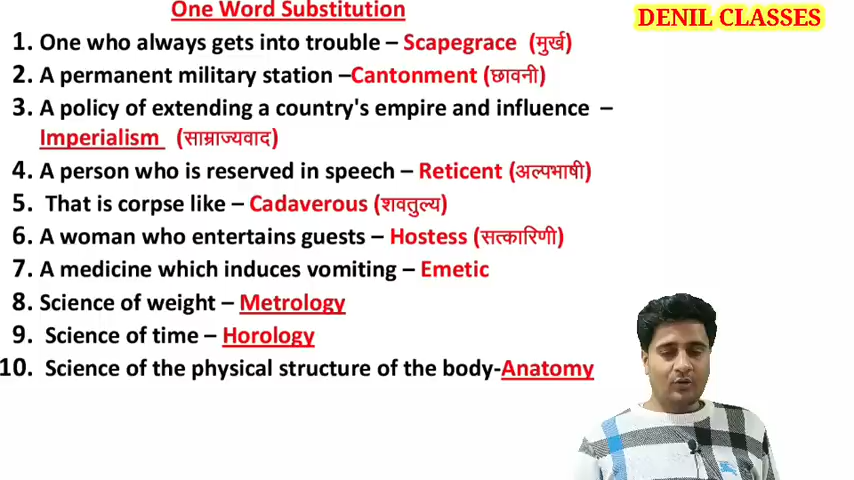 One Word Substitution
DENIL CLASSES
1. One who always gets into trouble – Scapegrace (मुर्ख)
2. A permanent military station –Cantonment (छावनी)
3. A policy of extending a country's empire and influence –
Imperialism (साम्राज्यवाद)
4. A person who is reserved in speech – Reticent (अल्पभाषी)
5. That is corpse like – Cadaverous (शवतुल्य)
6. A woman who entertains guests – Hostess (सत्कारिणी)
7. A medicine which induces vomiting – Emetic
8. Science of weight – Metrology
9. Science of time – Horology
10. Science of the physical structure of the body-Anatomy